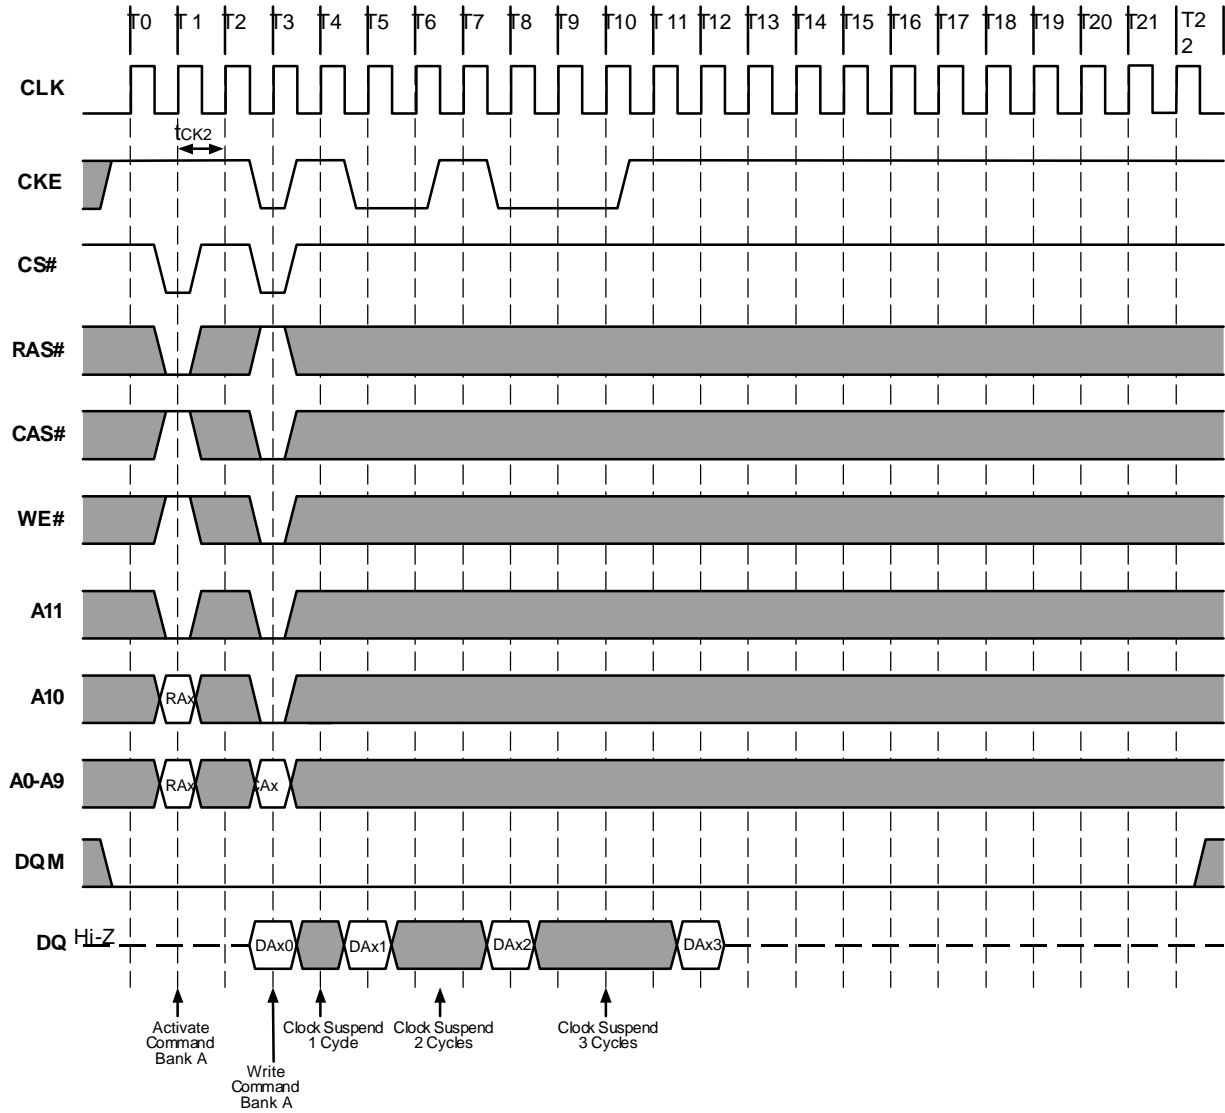 T0 T 1 T2 T3 T4 T5 T6 T7 T8 T9 T10 T 11 T12 T13 T14 T15 T16 T17 T18 T19 T20 T21 T2
2
CLK
tCK2
CKE
CS#
RAS#
CAS#
WE#
A11
A10 RAx
A0-A9 RAx CAx
DQM
DQ Hi-Z DAx0 DAx1 DAx2 DAx3
Activate
Command
Bank A
Write
Command
Bank A
Clock Suspend
1 Cycle
Clock Suspend
2 Cycles
Clock Suspend
3 Cycles